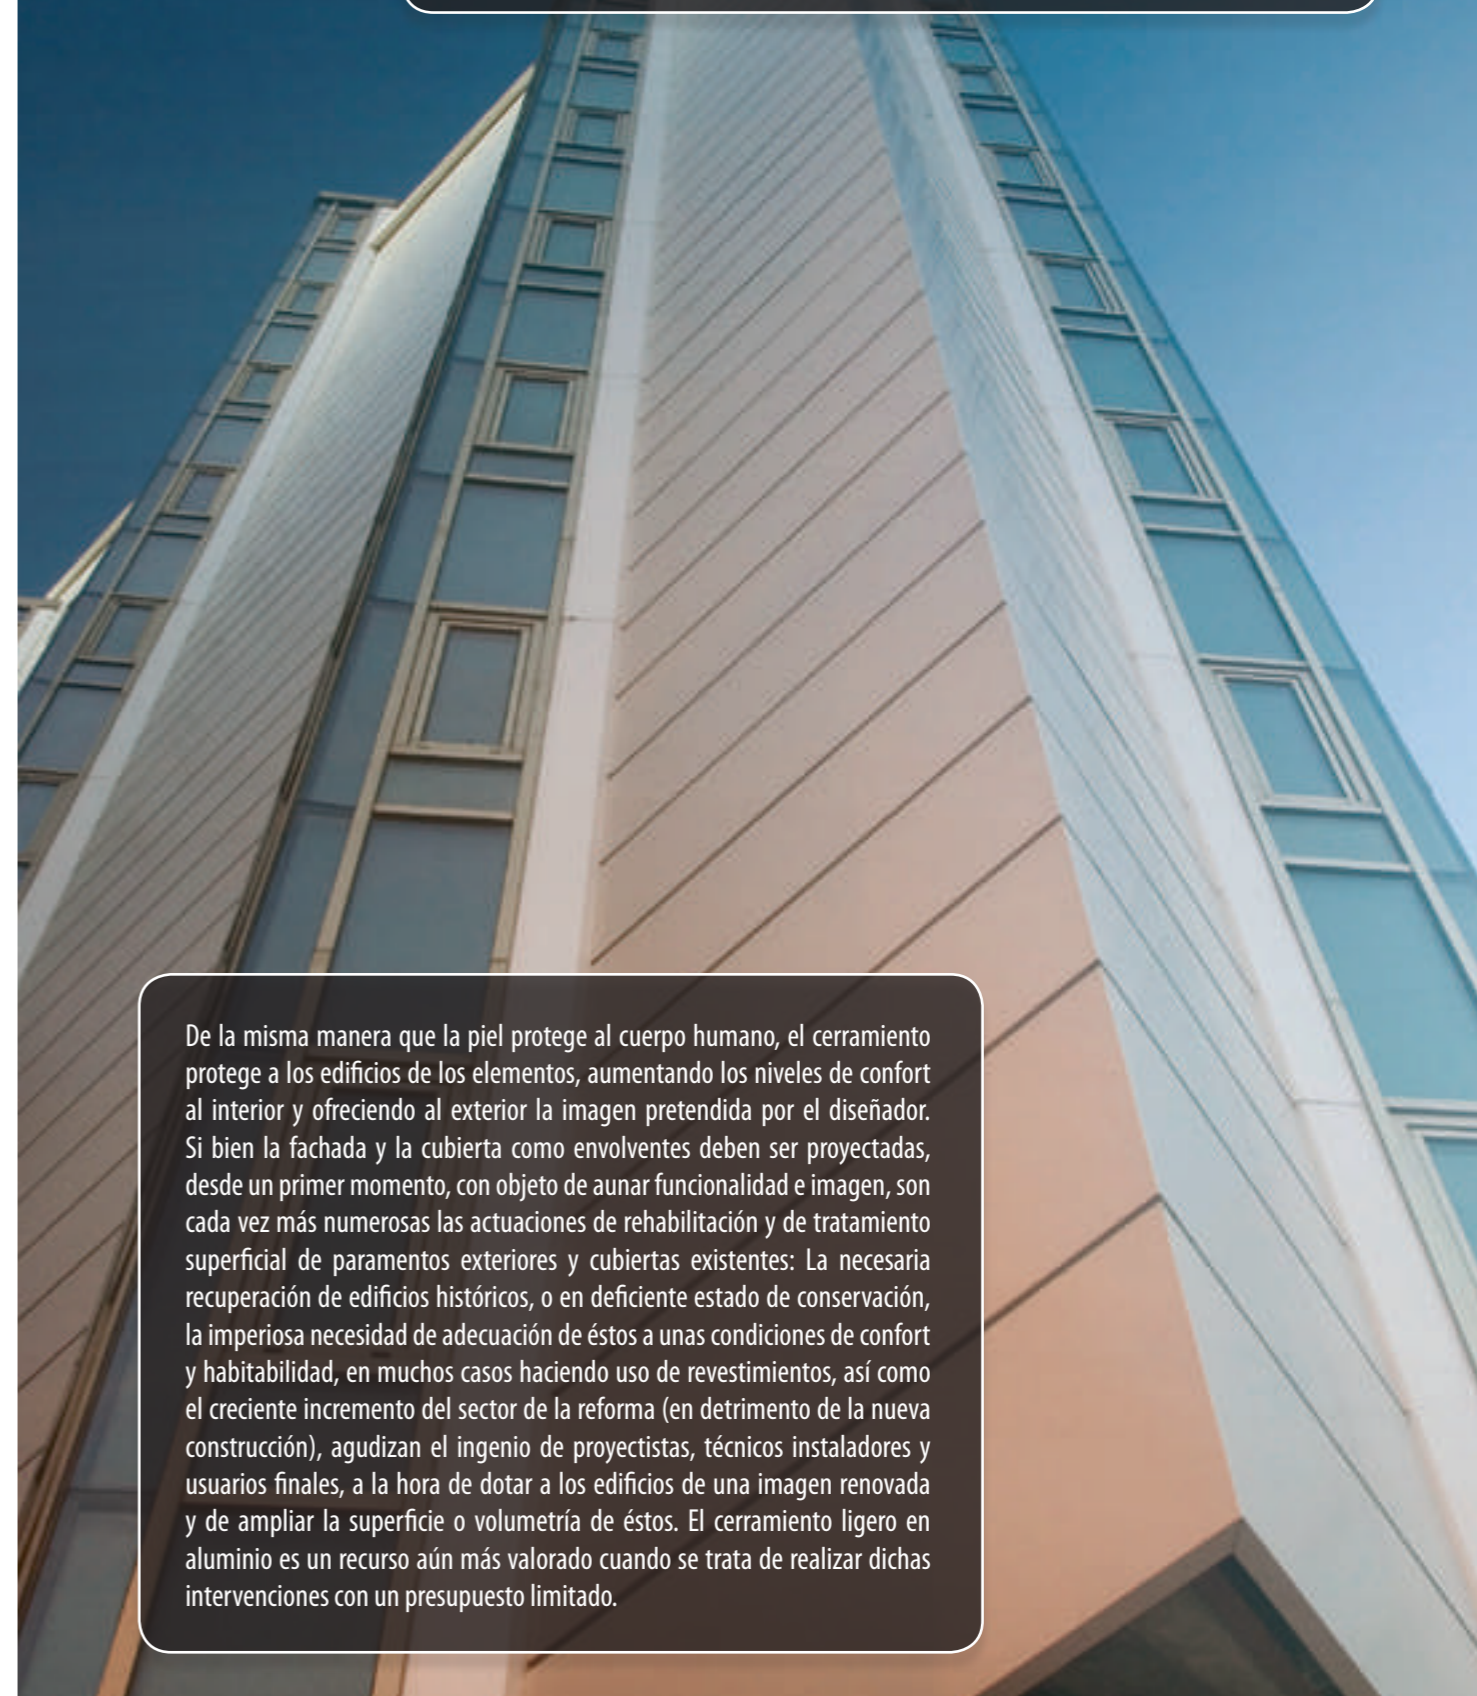 De la misma manera que la piel protege al cuerpo humano, el cerramiento
protege a los edificios de los elementos, aumentando los niveles de confort
al interior y ofreciendo al exterior la imagen pretendida por el diseñador.
Si bien la fachada y la cubierta como envolventes deben ser proyectadas,
desde un primer momento, con objeto de aunar funcionalidad e imagen, son
cada vez más numerosas las actuaciones de rehabilitación y de tratamiento
superficial de paramentos exteriores y cubiertas existentes: La necesaria
recuperación de edificios históricos, o en deficiente estado de conservación,
la imperiosa necesidad de adecuación de éstos a unas condiciones de confort
y habitabilidad, en muchos casos haciendo uso de revestimientos, así como
el creciente incremento del sector de la reforma (en detrimento de la nueva
construcción), agudizan el ingenio de proyectistas, técnicos instaladores y
usuarios finales, a la hora de dotar a los edificios de una imagen renovada
y de ampliar la superficie o volumetría de éstos. El cerramiento ligero en
aluminio es un recurso aún más valorado cuando se trata de realizar dichas
intervenciones con un presupuesto limitado.